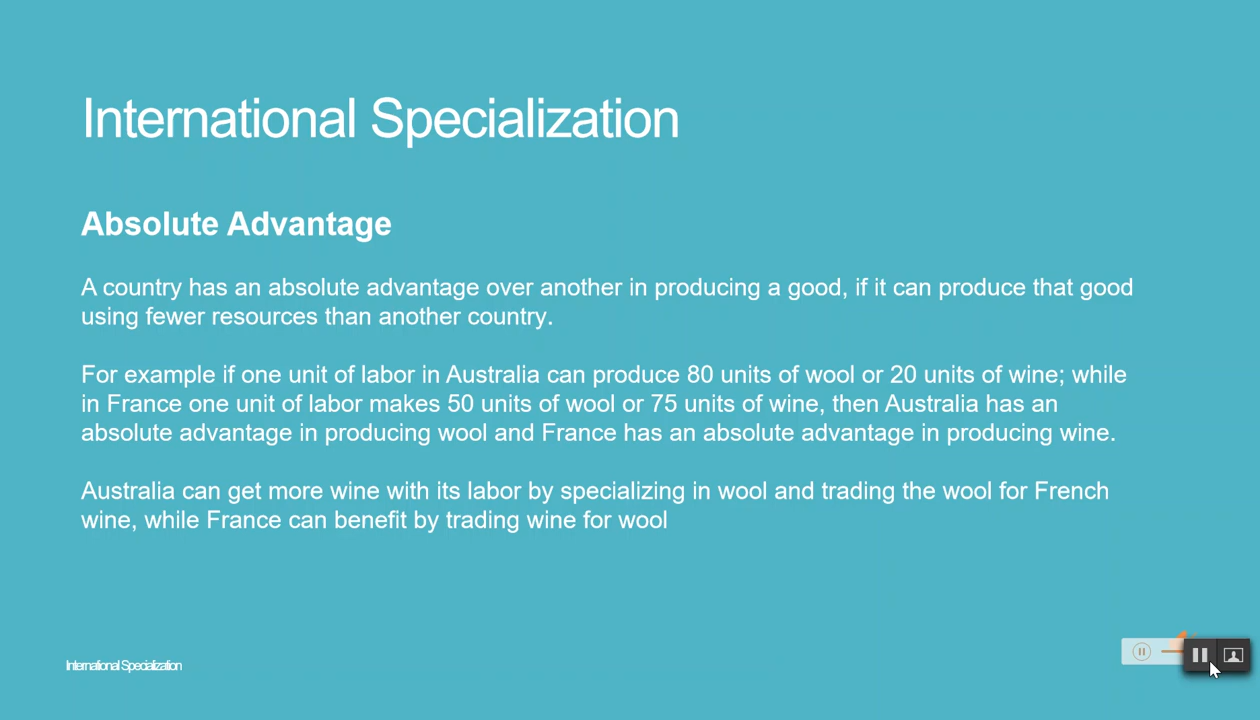 International Specialization
Absolute Advantage
A country has an absolute advantage over another in producing a good, if it can produce that good
using fewer resources than another country.
For example if one unit of labor in Australia can produce 80 units of wool or 20 units of wine; while
in France one unit of labor makes 50 units of wool or 75 units of wine, then Australia has an
absolute advantage in producing wool and France has an absolute advantage in producing wine.
Australia can get more wine with its labor by specializing in wool and trading the wool for French
wine, while France can benefit by trading wine for wool
International Specialization